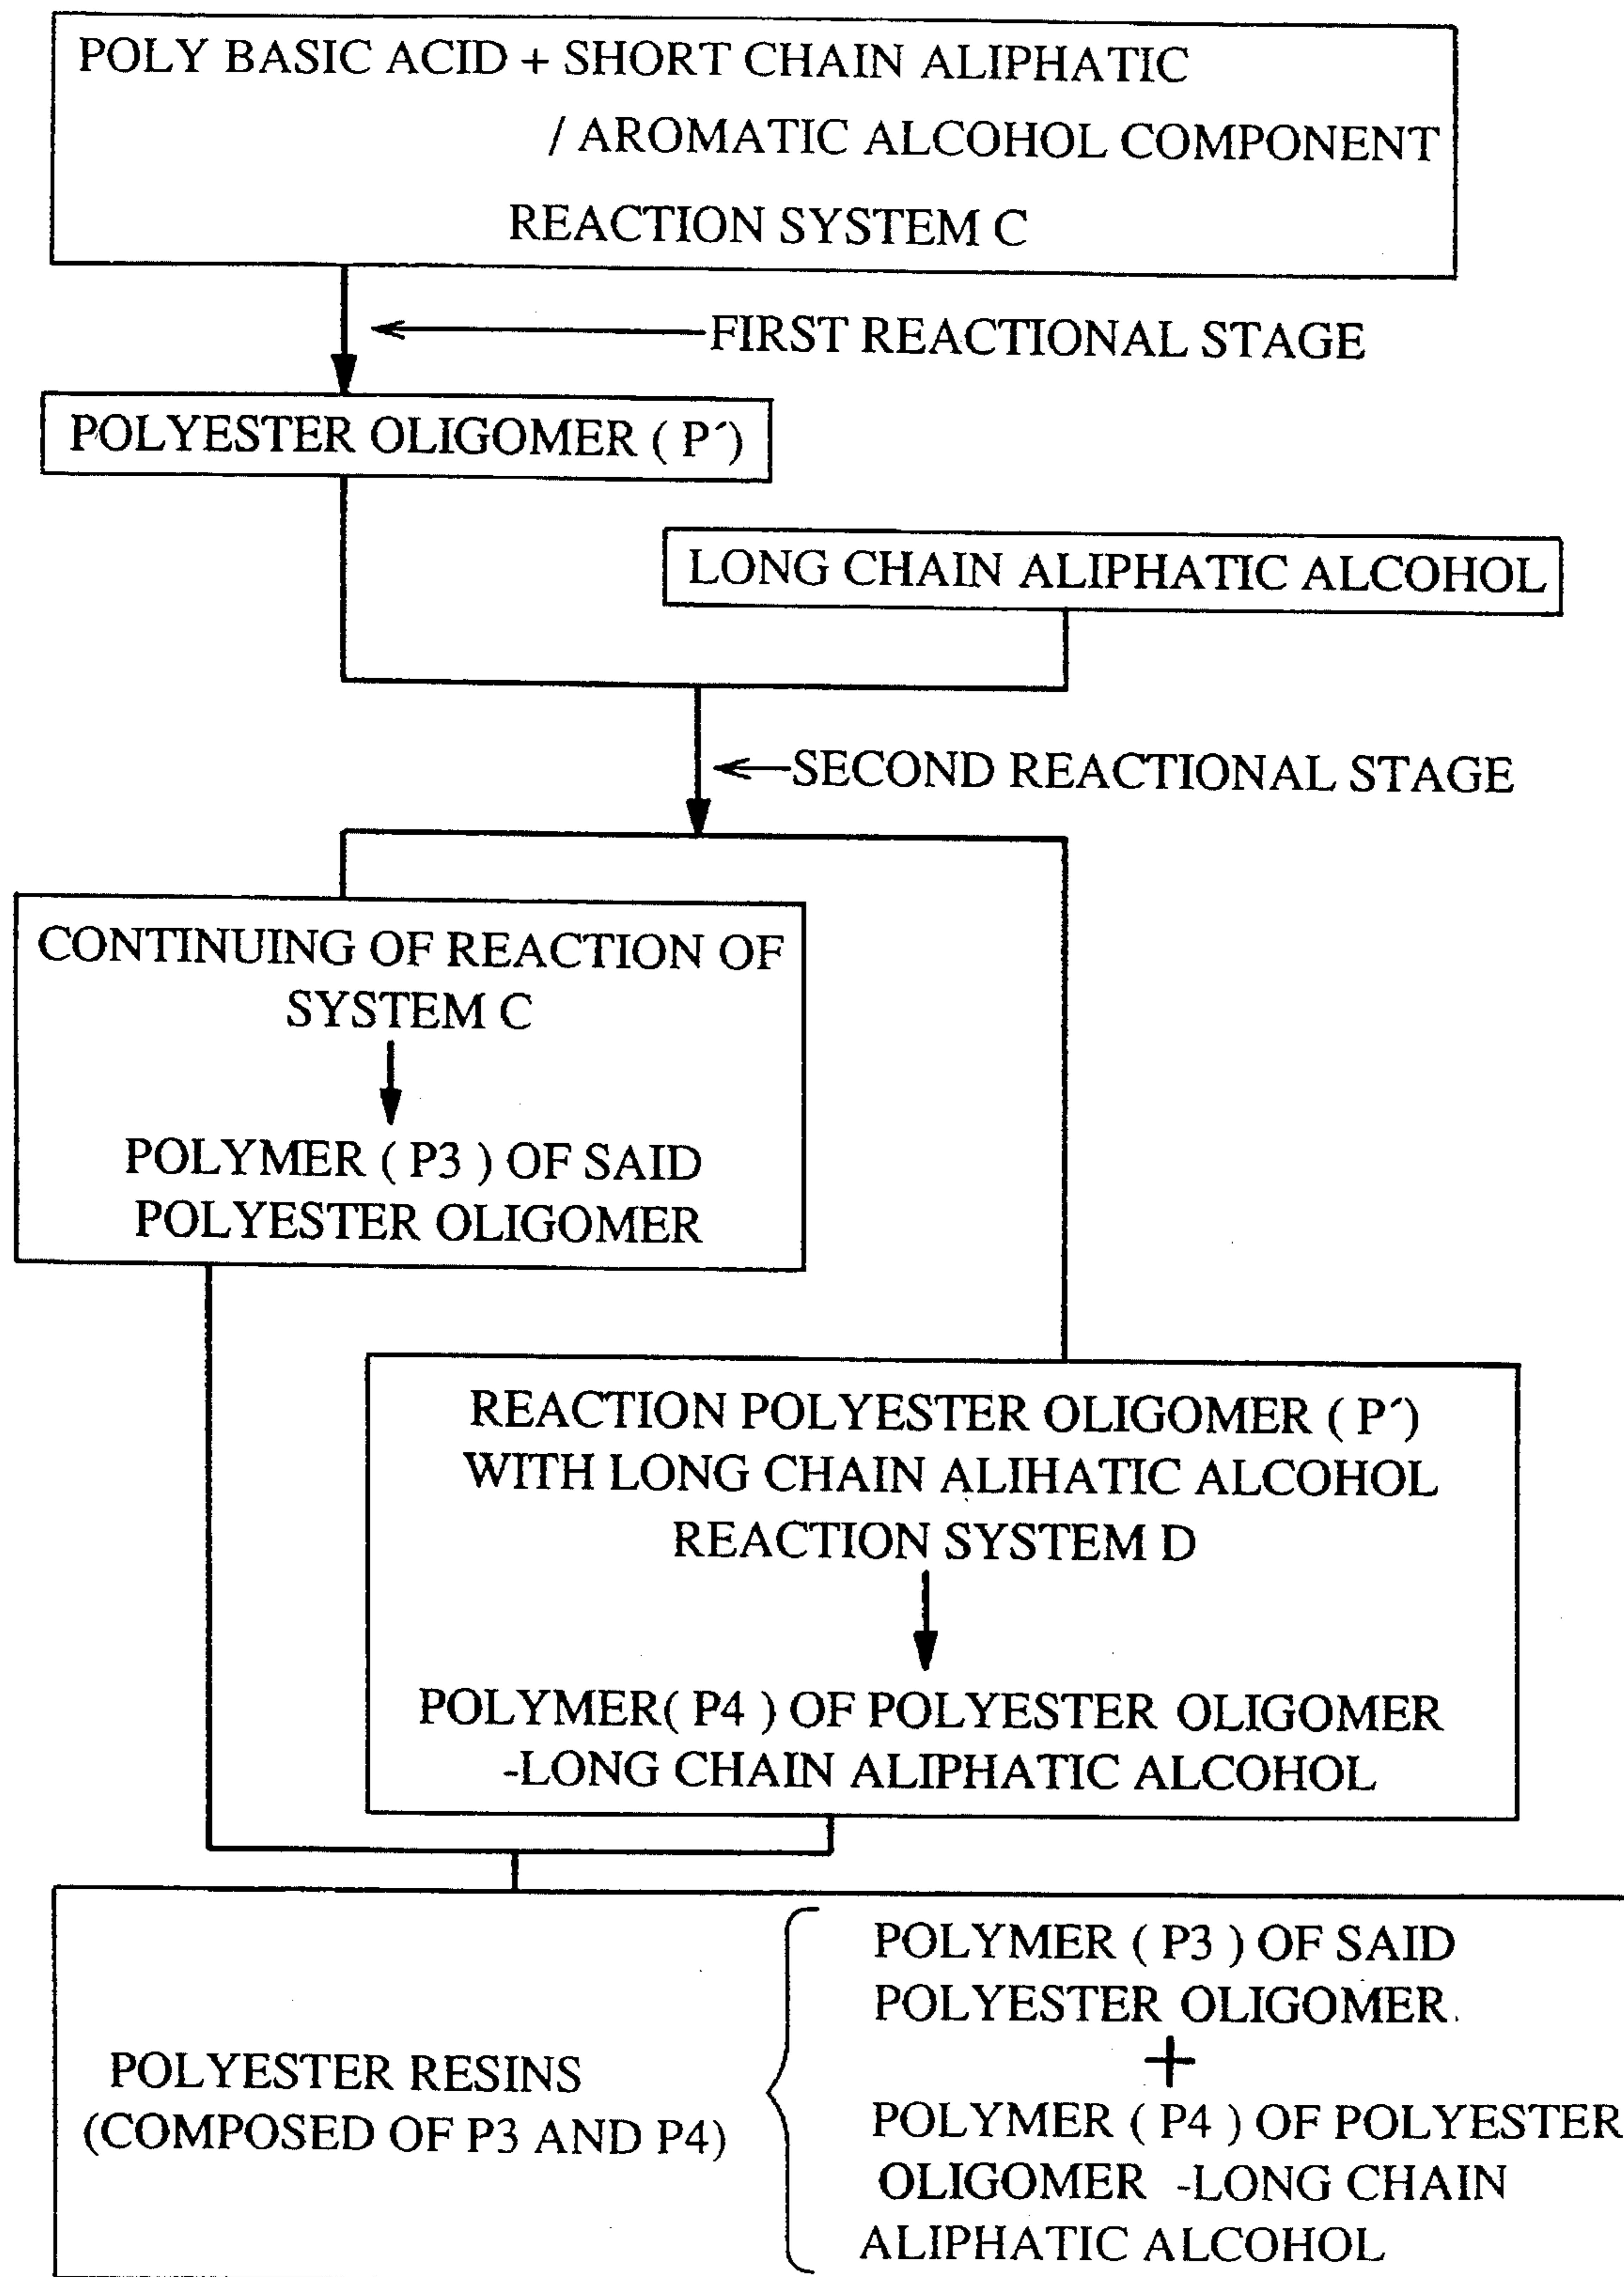 POLY BASIC ACID + SHORT CHAIN ALIPHATIC
/ AROMATIC ALCOHOL COMPONENT
REACTION SYSTEM C
FIRST REACTIONAL STAGE
POLYESTER OLIGOMER ( P´)
LONG CHAIN ALIPHATIC ALCOHOL
SECOND REACTIONAL STAGE
CONTINUING OF REACTION OF
SYSTEM C
POLYMER ( P3 ) OF SAID
POLYESTER OLIGOMER
REACTION POLYESTER OLIGOMER ( P´)
WITH LONG CHAIN ALIHATIC ALCOHOL
REACTION SYSTEM D
POLYMER( P4 ) OF POLYESTER OLIGOMER
-LONG CHAIN ALIPHATIC ALCOHOL
POLYESTER RESINS
(COMPOSED OF P3 AND P4)
POLYMER ( P3 ) OF SAID
POLYESTER OLIGOMER
+
POLYMER ( P4 ) OF POLYESTER
OLIGOMER -LONG CHAIN
ALIPHATIC ALCOHOL